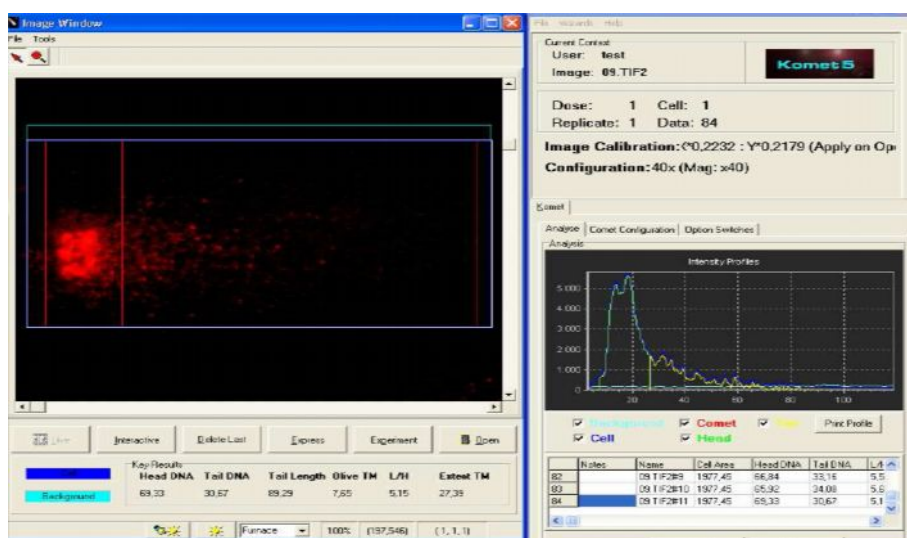 Image Window
File Tools
Live
Interactive
Delete Last
Express
Experiment
Open
Cell
Background
Key Results
Head DNA Tail DNA Tail Length Olive TM L/H Extent TM
69,33 30,67 89,29 7,65 5,15 27,39
Furnace 100% (197,546) (1, 1, 1)
File Wizards Help
Current Context
User: test
Image: 09.TIF2
Komet 5
Dose: 1 Cell: 1
Replicate: 1 Data: 84
Image Calibration: X*0,2232 : Y*0,2179 (Apply on Op
Configuration: 40x (Mag: x40)
Komet
Analyse Comet Configuration Option Switches
Analysis
Intensity Profiles
5 000
4 000
3 000
2 000
1 000
0
20 40 60 80 100
Background Comet Tail Print Profile
Cell Head
Notes Name Cell Area Head DNA Tail DNA L/H
82 09.TIF2#9 1977,45 66,84 33,16 5,5
83 09.TIF2#10 1977,45 65,92 34,08 5,6
84 09.TIF2#11 1977,45 69,33 30,67 5,1